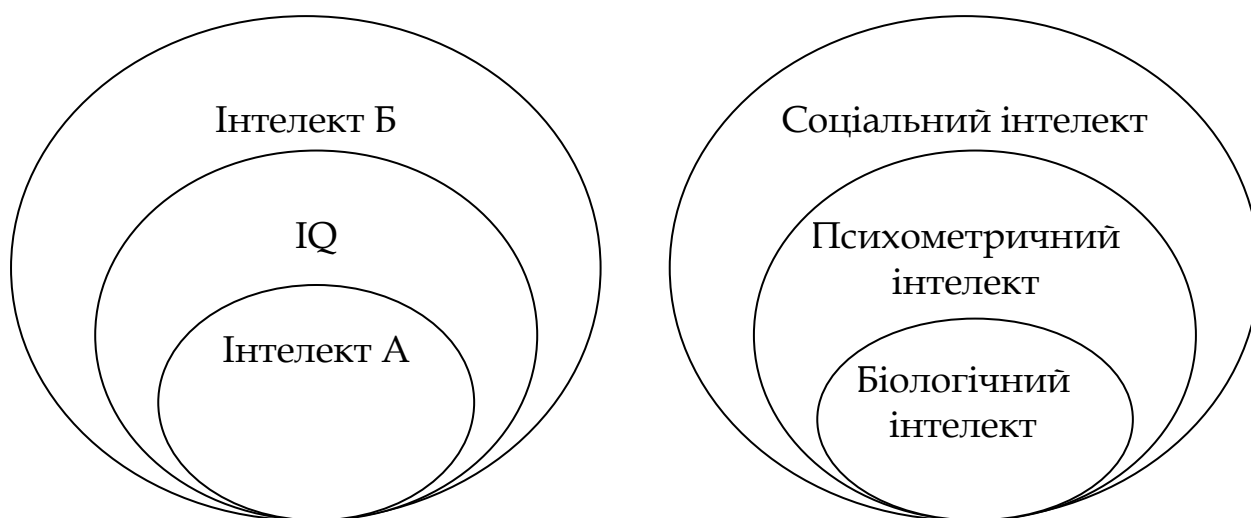 Інтелект Б
IQ
Інтелект А
Соціальний інтелект
Психометричний
інтелект
Біологічний
інтелект